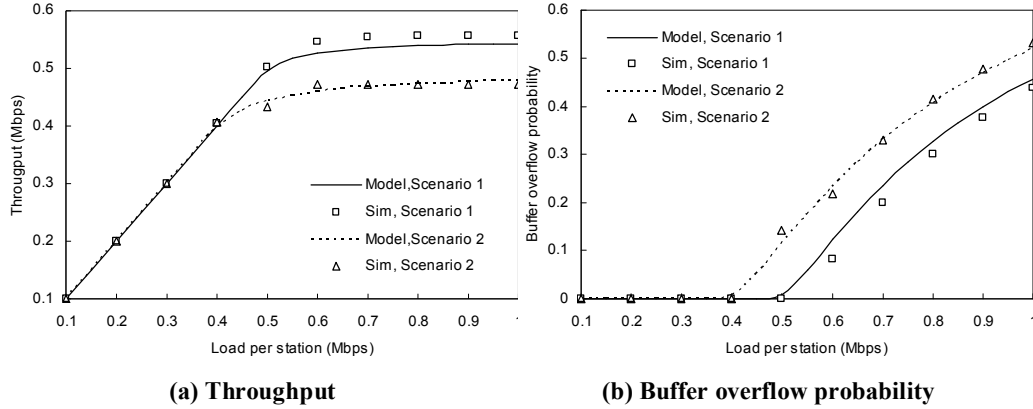 0.6
0.5
0.4
0.3
0.2
0.1
0.1 0.2 0.3 0.4 0.5 0.6 0.7 0.8 0.9 1
Througput (Mbps)
Load per station (Mbps)
Model,Scenario 1
Sim, Scenario 1
Model,Scenario 2
Sim, Scenario 2
(a) Throughput
0.6
0.5
0.4
0.3
0.2
0.1
0
0.1 0.2 0.3 0.4 0.5 0.6 0.7 0.8 0.9 1
Buffer overflow probability
Load per station (Mbps)
Model, Scenario 1
Sim, Scenario 1
Model, Scenario 2
Sim, Scenario 2
(b) Buffer overflow probability